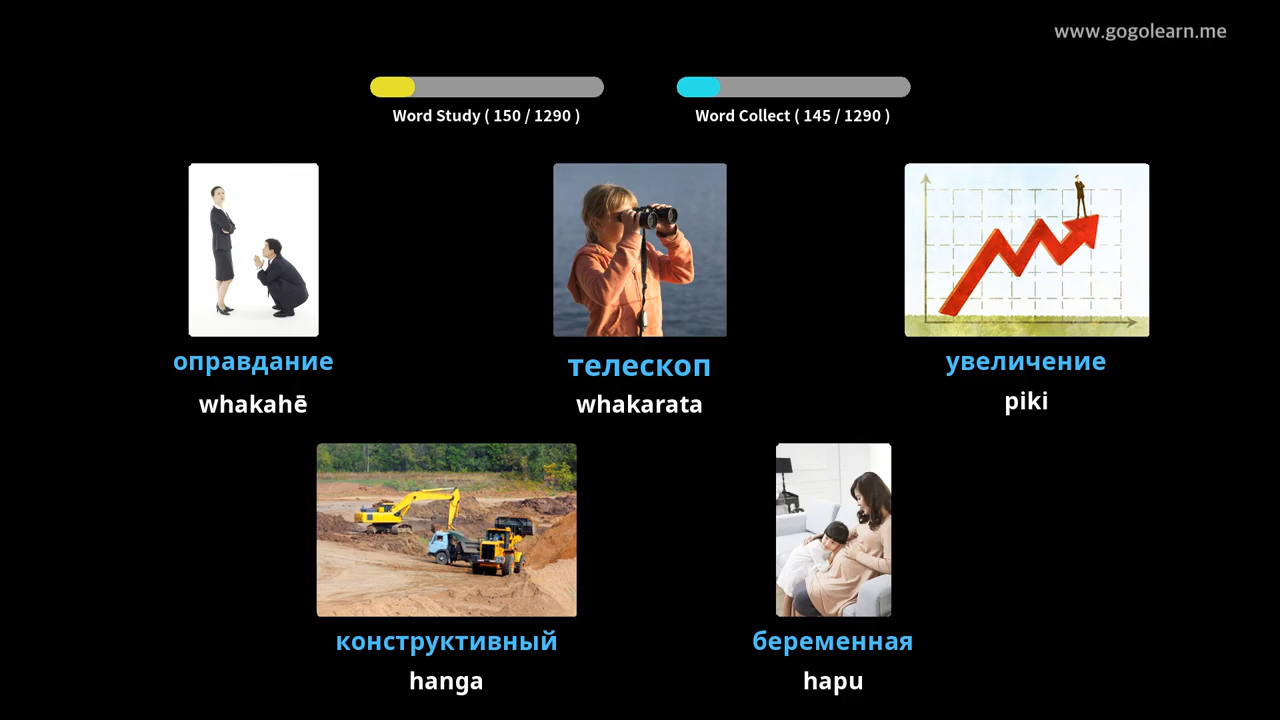 www.gogolearn.me
Word Study ( 150 / 1290 )
Word Collect ( 145 / 1290 )
оправдание
whakahē
телескоп
whakarata
увеличение
piki
конструктивный
hanga
беременная
hapu